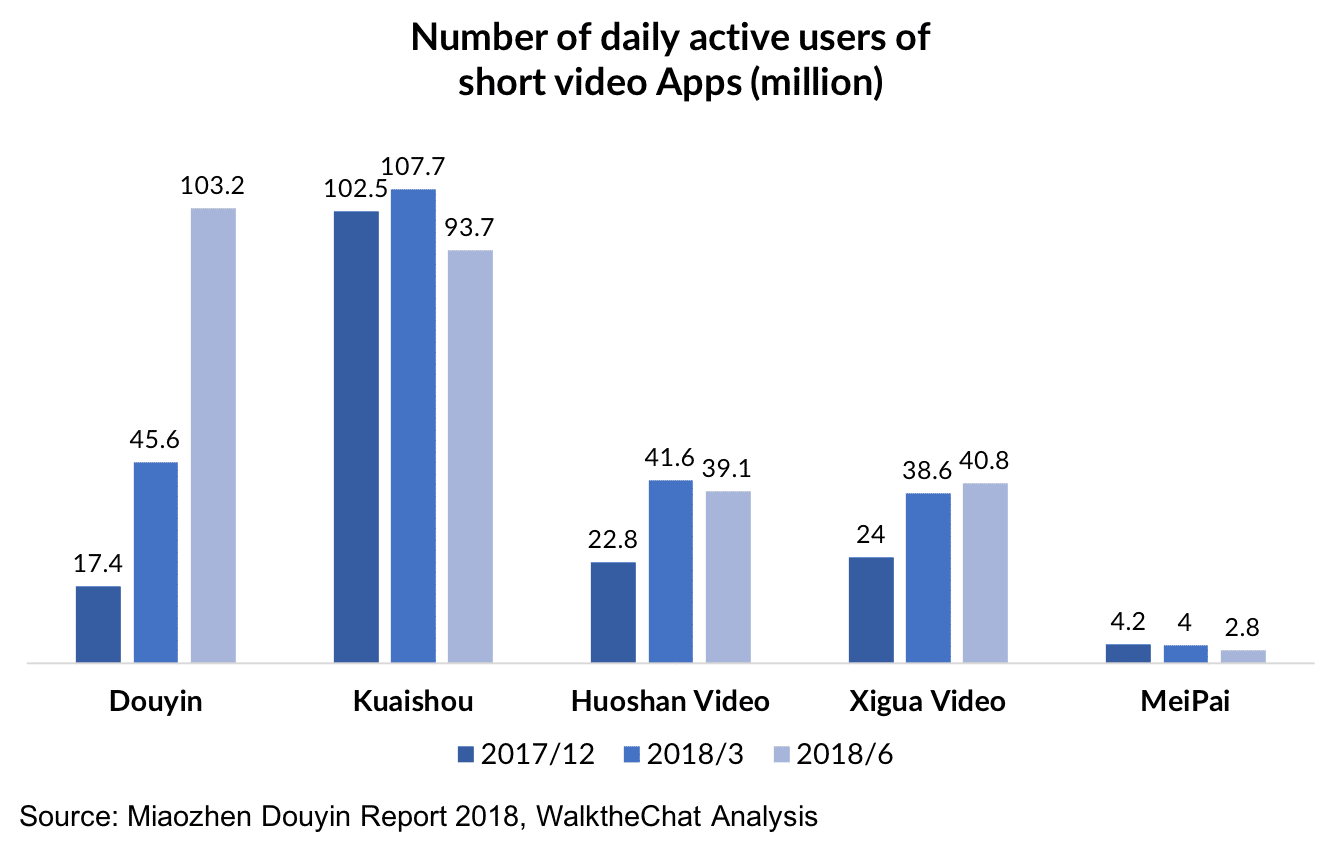 Number of daily active users of
short video Apps (million)
103.2
45.6
17.4
102.5
107.7
93.7
22.8
41.6
39.1
24
38.6
40.8
4.2
4
2.8
Douyin
Kuaishou
Huoshan Video
Xigua Video
MeiPai
2017/12
2018/3
2018/6
Source: Miaozhen Douyin Report 2018, WalktheChat Analysis